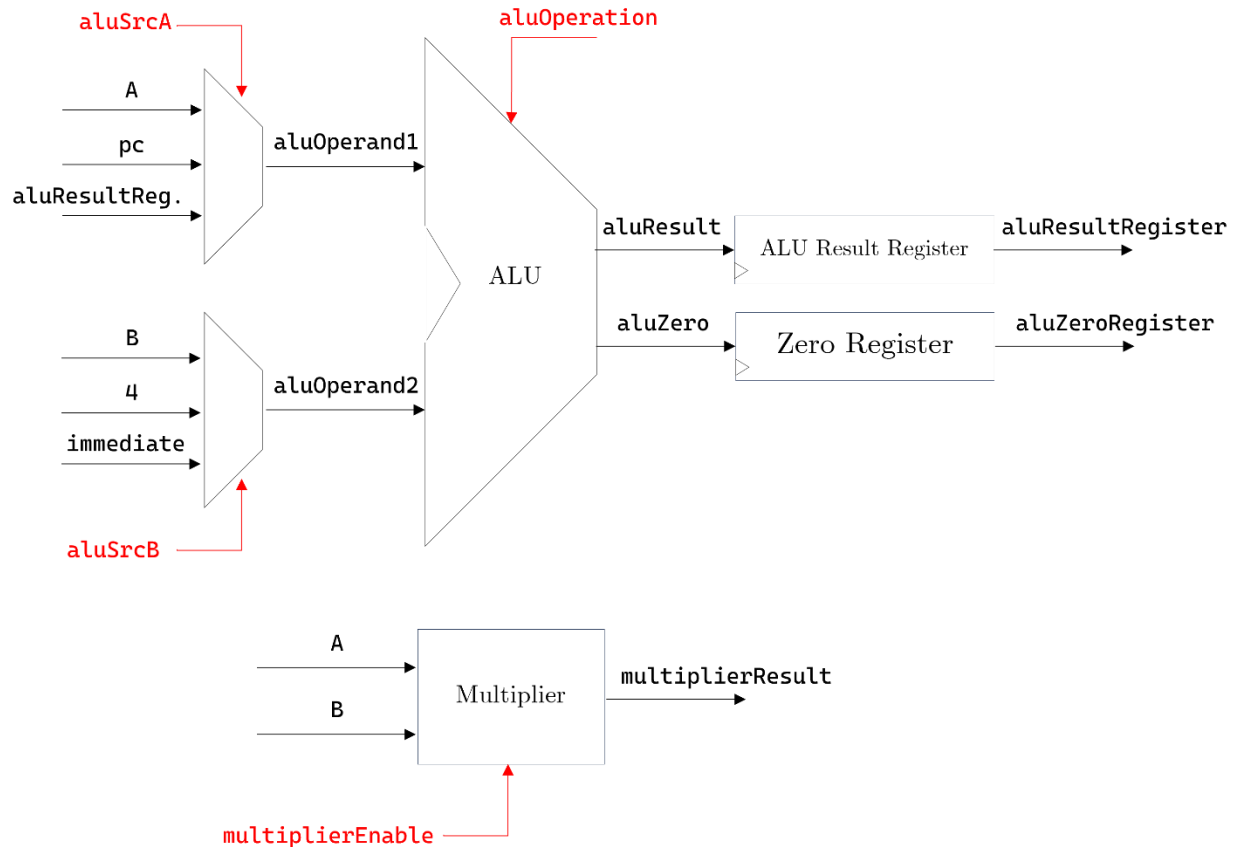 aluSrcA
aluOperation
A
pc
aluOperand1
aluResultReg.
aluResult
ALU Result Register
aluResultRegister
ALU
B
aluZero
Zero Register
aluZeroRegister
4
aluOperand2
immediate
aluSrcB
A
Multiplier
multiplierResult
B
multiplierEnable